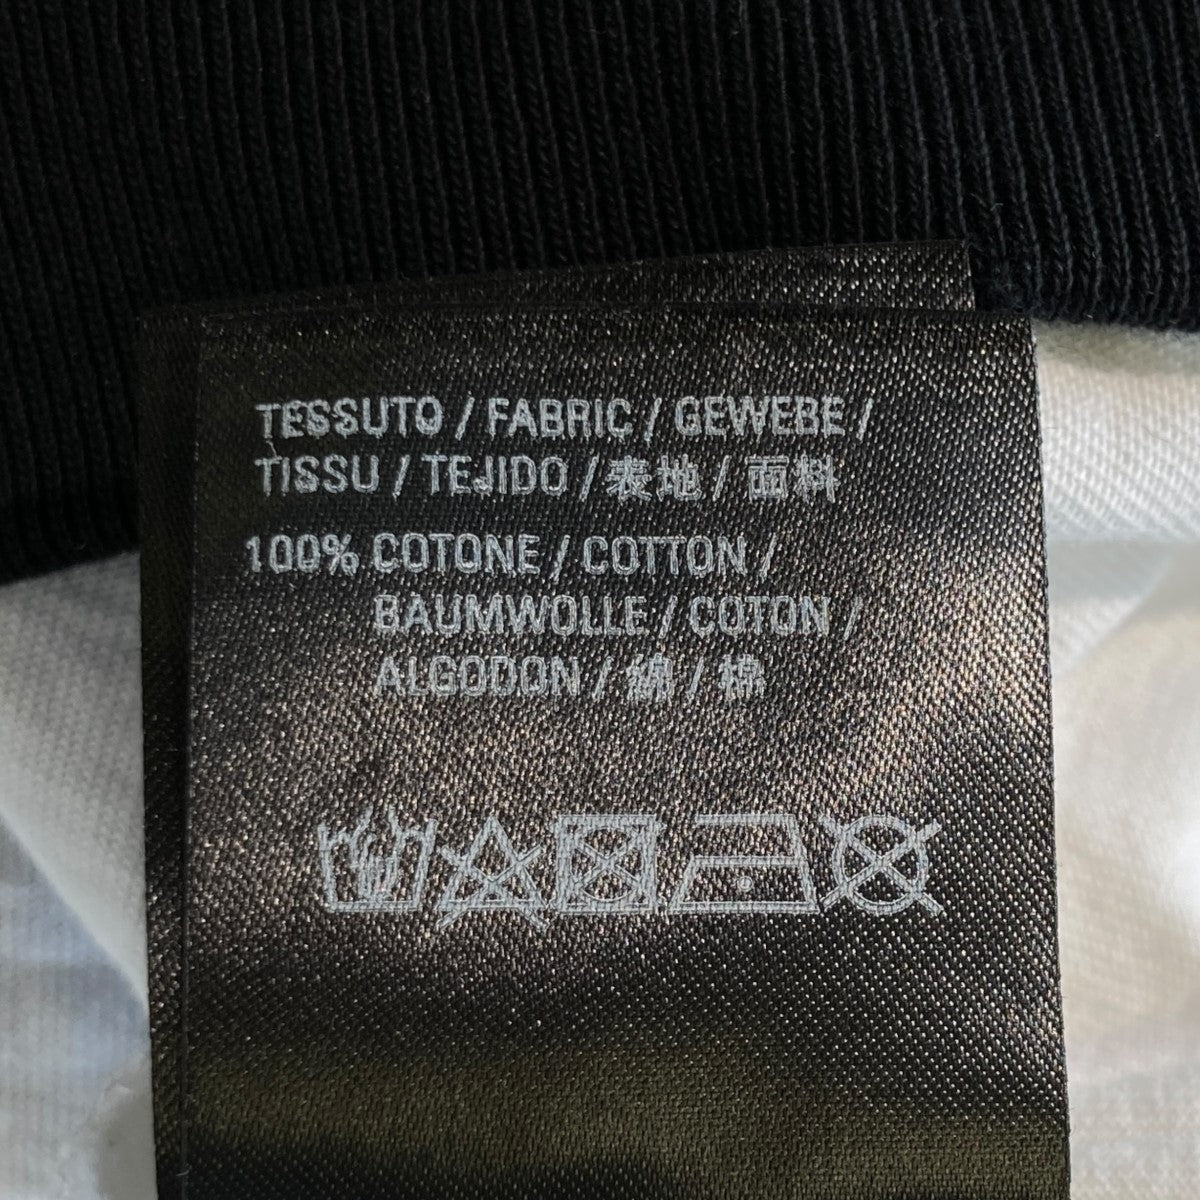 TESSUTO / FABRIC / GEWEBE /
TISSU / TEJIDO / 表地 / 面料
100% COTONE / COTTON /
BAUMWOLLE / COTON /
ALGODON / 綿 / 棉